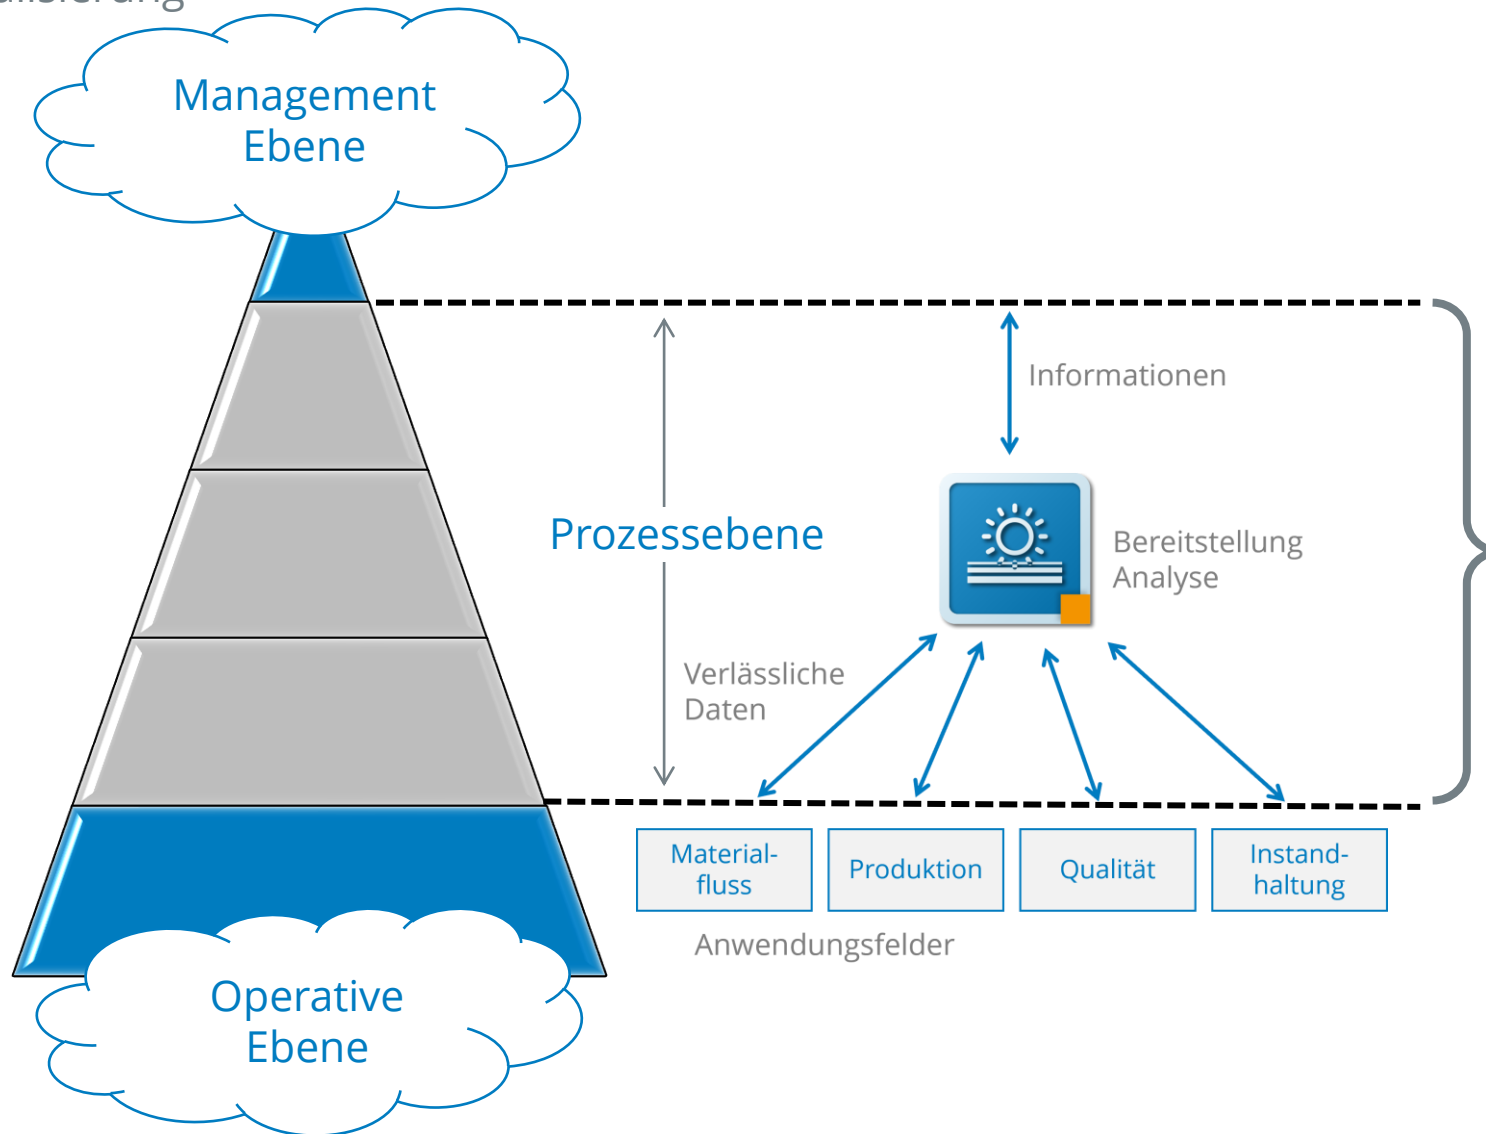 Management
Ebene
Informationen
Prozessebene
Bereitstellung
Analyse
Verlässliche
Daten
Material-
fluss
Produktion
Qualität
Instand-
haltung
Anwendungsfelder
Operative
Ebene